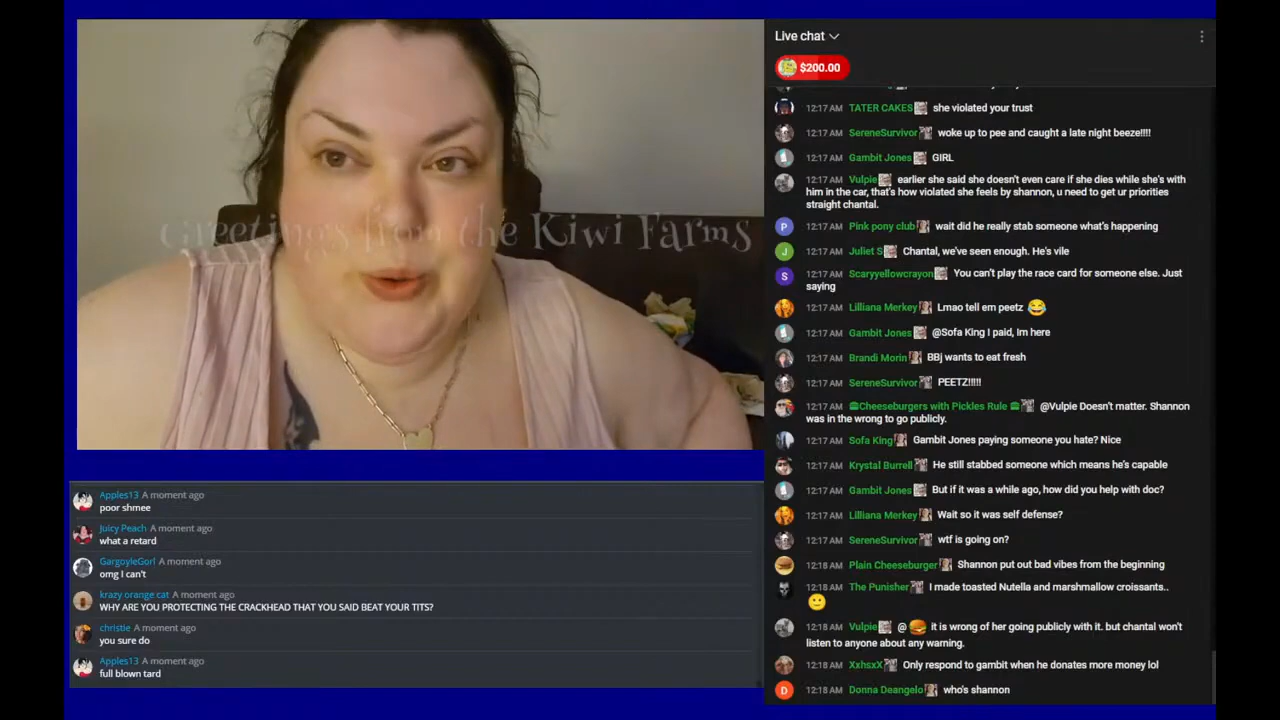 Greetings from the Kiwi Farms
Live chat
$200.00
12:17 AM TATER CAKES she violated your trust
12:17 AM SereneSurvivor woke up to pee and caught a late night beeze!!!!
12:17 AM Gambit Jones GIRL
12:17 AM Vulpie earlier she said she doesn't even care if she dies while she's with
him in the car, that's how violated she feels by shannon, u need to get ur priorities
straight chantal.
P 12:17 AM Pink pony club wait did he really stab someone what's happening
J 12:17 AM Juliet S Chantal, we've seen enough. He's vile
S 12:17 AM Scaryyellowcrayon You can't play the race card for someone else. Just
saying
12:17 AM Lilliana Merkey Lmao tell em peetz 😂
12:17 AM Gambit Jones @Sofa King I paid, Im here
12:17 AM Brandi Morin BBj wants to eat fresh
12:17 AM SereneSurvivor PEETZ!!!!!
12:17 AM Cheeseburgers with Pickles Rule @Vulpie Doesn't matter. Shannon
was in the wrong to go publicly.
12:17 AM Sofa King Gambit Jones paying someone you hate? Nice
12:17 AM Krystal Burrell He still stabbed someone which means he's capable
12:17 AM Gambit Jones But if it was a while ago, how did you help with doc?
12:17 AM Lilliana Merkey Wait so it was self defense?
12:17 AM SereneSurvivor wtf is going on?
12:18 AM Plain Cheeseburger Shannon put out bad vibes from the beginning
12:18 AM The Punisher I made toasted Nutella and marshmallow croissants..
🙂
12:18 AM Vulpie @🍔 it is wrong of her going publicly with it. but chantal won't
listen to anyone about any warning.
12:18 AM XxhsxX Only respond to gambit when he donates more money lol
D 12:18 AM Donna Deangelo who's shannon
Apples13 A moment ago
poor shmee
Juicy Peach A moment ago
what a retard
GargoyleGorl A moment ago
omg I can't
krazy orange cat A moment ago
WHY ARE YOU PROTECTING THE CRACKHEAD THAT YOU SAID BEAT YOUR TITS?
christie A moment ago
you sure do
Apples13 A moment ago
full blown tard